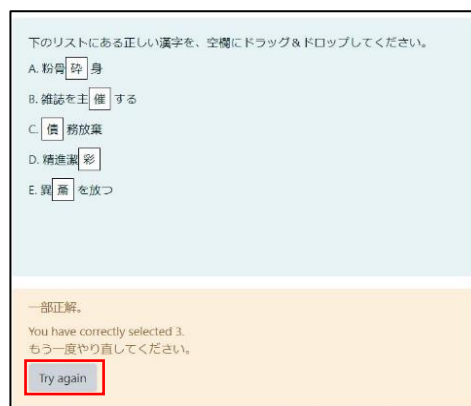 下のリストにある正しい漢字を、空欄にドラッグ＆ドロップしてください。
A. 粉骨 砕 身
B. 雑誌を主 催 する
C. 債 務放棄
D. 精進潔 彩
E. 異 藁 を放つ
一部正解。
You have correctly selected 3.
もう一度やり直してください。
Try again